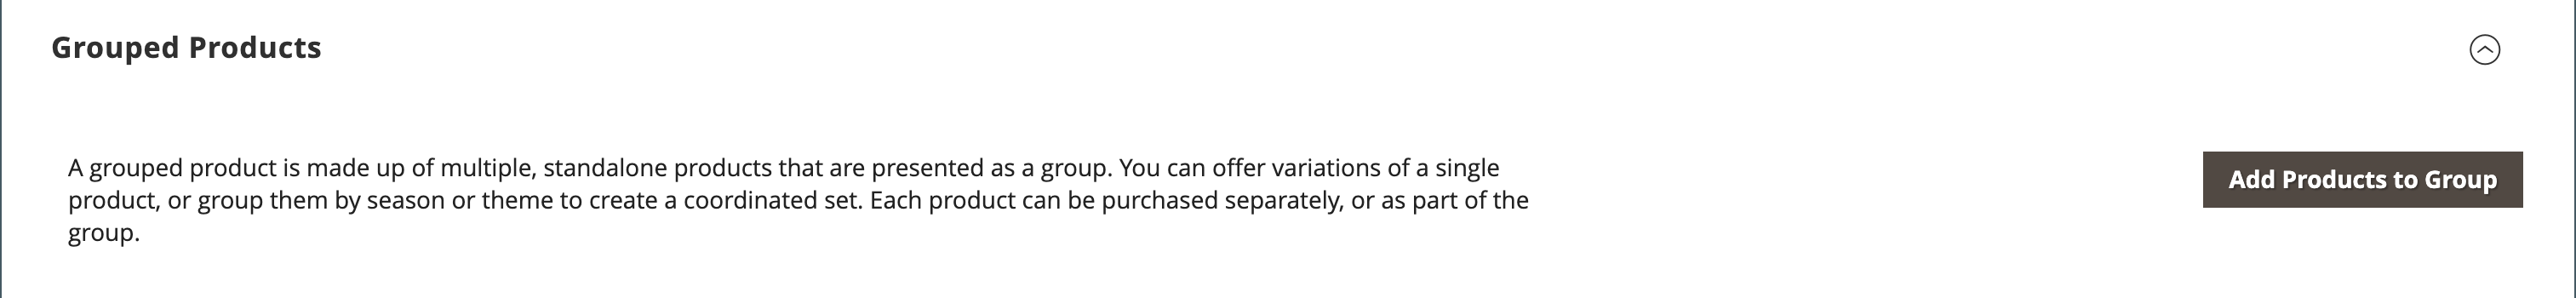 Grouped Products
A grouped product is made up of multiple, standalone products that are presented as a group. You can offer variations of a single
product, or group them by season or theme to create a coordinated set. Each product can be purchased separately, or as part of the
group.
Add Products to Group